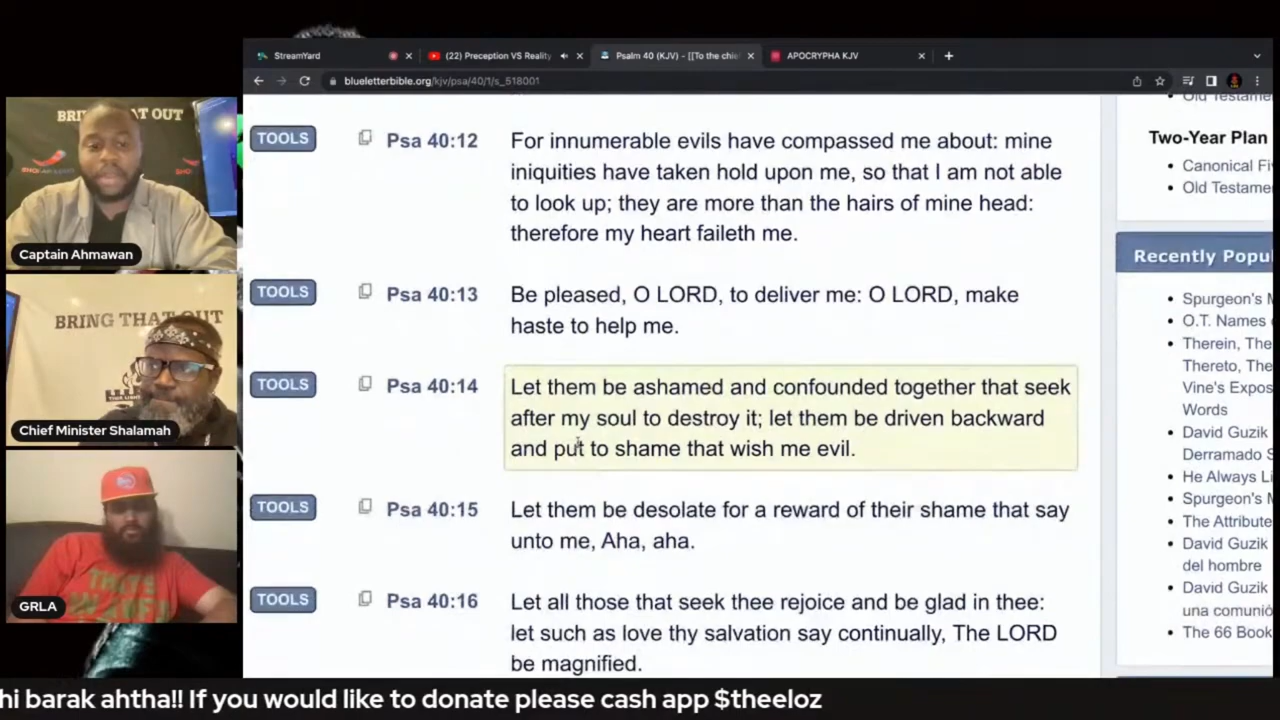 StreamYard
(22) Preception VS Reality
Psalm 40 (KJV) - [[To the chie
APOCRYPHA KJV
blueletterbible.org/kjv/psa/40/1/s_518001
BRING THAT OUT
Captain Ahmawan
BRING THAT OUT
Chief Minister Shalamah
GRLA
TOOLS
Psa 40:12
For innumerable evils have compassed me about: mine
iniquities have taken hold upon me, so that I am not able
to look up; they are more than the hairs of mine head:
therefore my heart faileth me.
TOOLS
Psa 40:13
Be pleased, O LORD, to deliver me: O LORD, make
haste to help me.
TOOLS
Psa 40:14
Let them be ashamed and confounded together that seek
after my soul to destroy it; let them be driven backward
and put to shame that wish me evil.
TOOLS
Psa 40:15
Let them be desolate for a reward of their shame that say
unto me, Aha, aha.
TOOLS
Psa 40:16
Let all those that seek thee rejoice and be glad in thee:
let such as love thy salvation say continually, The LORD
be magnified.
Old Testamen
Two-Year Plan
Canonical Fi
Old Testame
Recently Popu
Spurgeon's M
O.T. Names o
Therein, The
Thereto, The
Vine's Expos
Words
David Guzik
Derramado S
He Always Li
Spurgeon's M
The Attribute
David Guzik
del hombre
David Guzik
una comunió
The 66 Book
hi barak ahtha!! If you would like to donate please cash app $theeloz